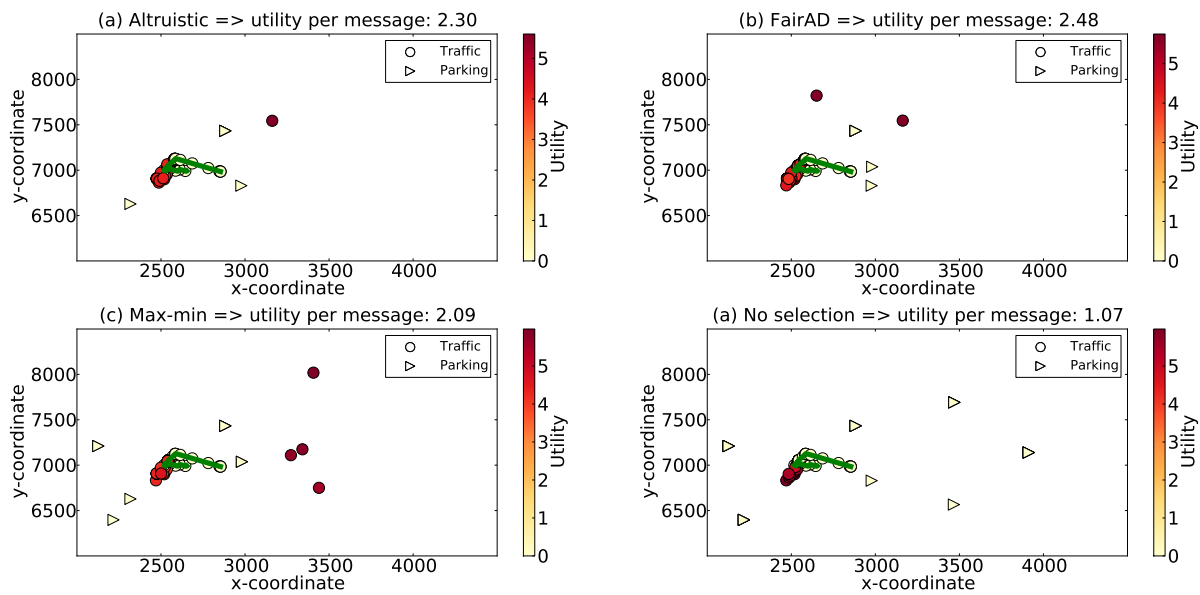 (a) Altruistic => utility per message: 2.30
Traffic
Parking
8000
7500
7000
6500
y-coordinate
2500 3000 3500 4000
x-coordinate
5
4
3
2
1
0
Utility
(b) FairAD => utility per message: 2.48
Traffic
Parking
8000
7500
7000
6500
y-coordinate
2500 3000 3500 4000
x-coordinate
5
4
3
2
1
0
Utility
(c) Max-min => utility per message: 2.09
Traffic
Parking
8000
7500
7000
6500
y-coordinate
2500 3000 3500 4000
x-coordinate
5
4
3
2
1
0
Utility
(a) No selection => utility per message: 1.07
Traffic
Parking
8000
7500
7000
6500
y-coordinate
2500 3000 3500 4000
x-coordinate
5
4
3
2
1
0
Utility